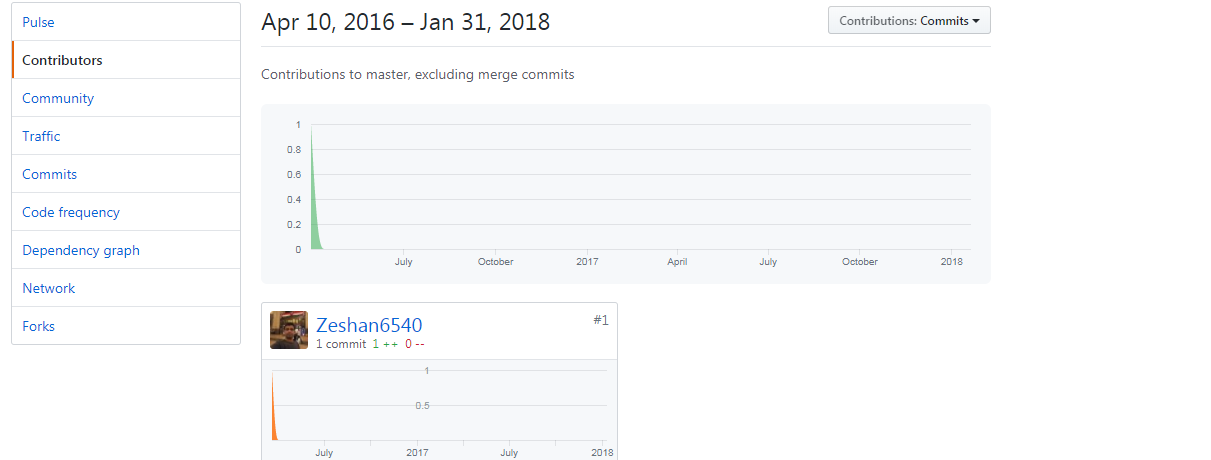 Pulse
Contributors
Community
Traffic
Commits
Code frequency
Dependency graph
Network
Forks
Apr 10, 2016 – Jan 31, 2018
Contributions: Commits
Contributions to master, excluding merge commits
1
0.8
0.6
0.4
0.2
0
July October 2017 April July October 2018
Zeshan6540 #1
1 commit 1 ++ 0 --
1
0.5
July 2017 July 2018